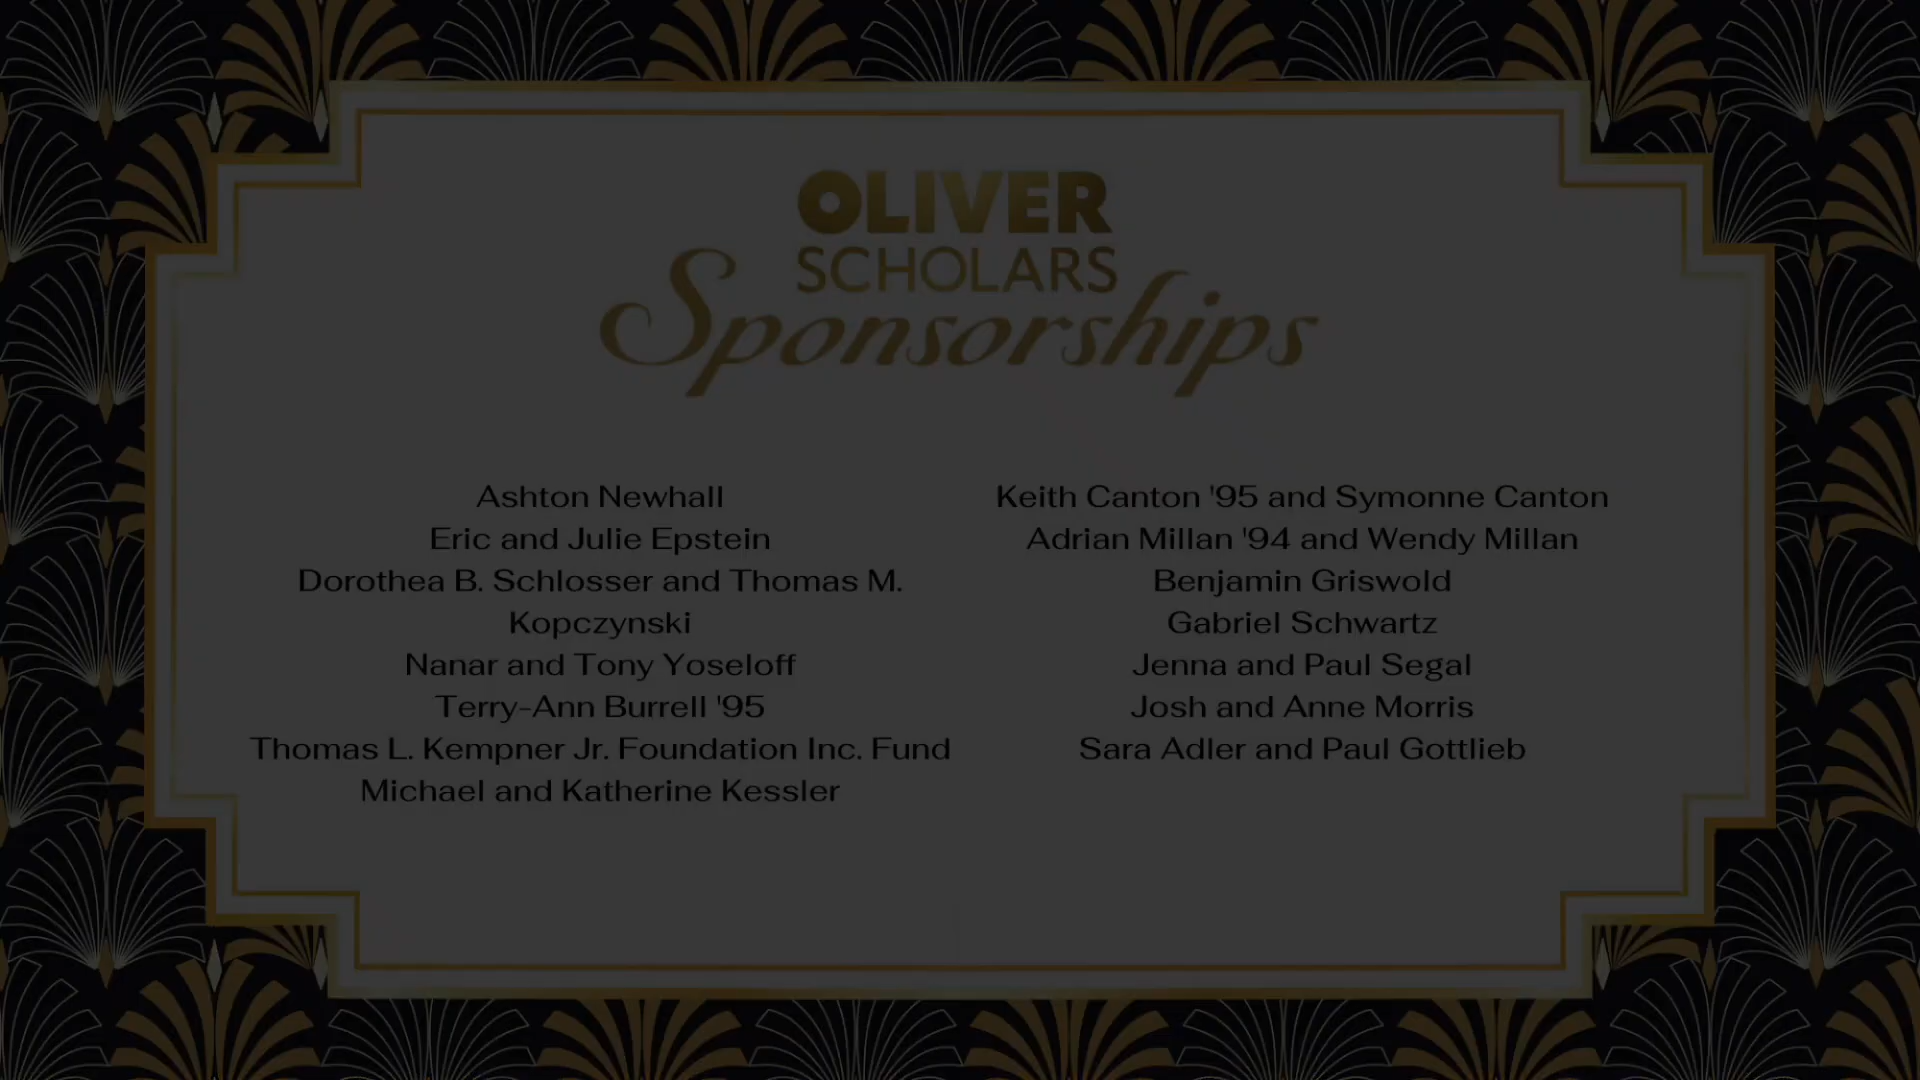 OLIVER
SCHOLARS
Sponsorships
Ashton Newhall
Eric and Julie Epstein
Dorothea B. Schlosser and Thomas M.
Kopczynski
Nanar and Tony Yoseloff
Terry-Ann Burrell '95
Thomas L. Kempner Jr. Foundation Inc. Fund
Michael and Katherine Kessler
Keith Canton '95 and Symonne Canton
Adrian Millan '94 and Wendy Millan
Benjamin Griswold
Gabriel Schwartz
Jenna and Paul Segal
Josh and Anne Morris
Sara Adler and Paul Gottlieb